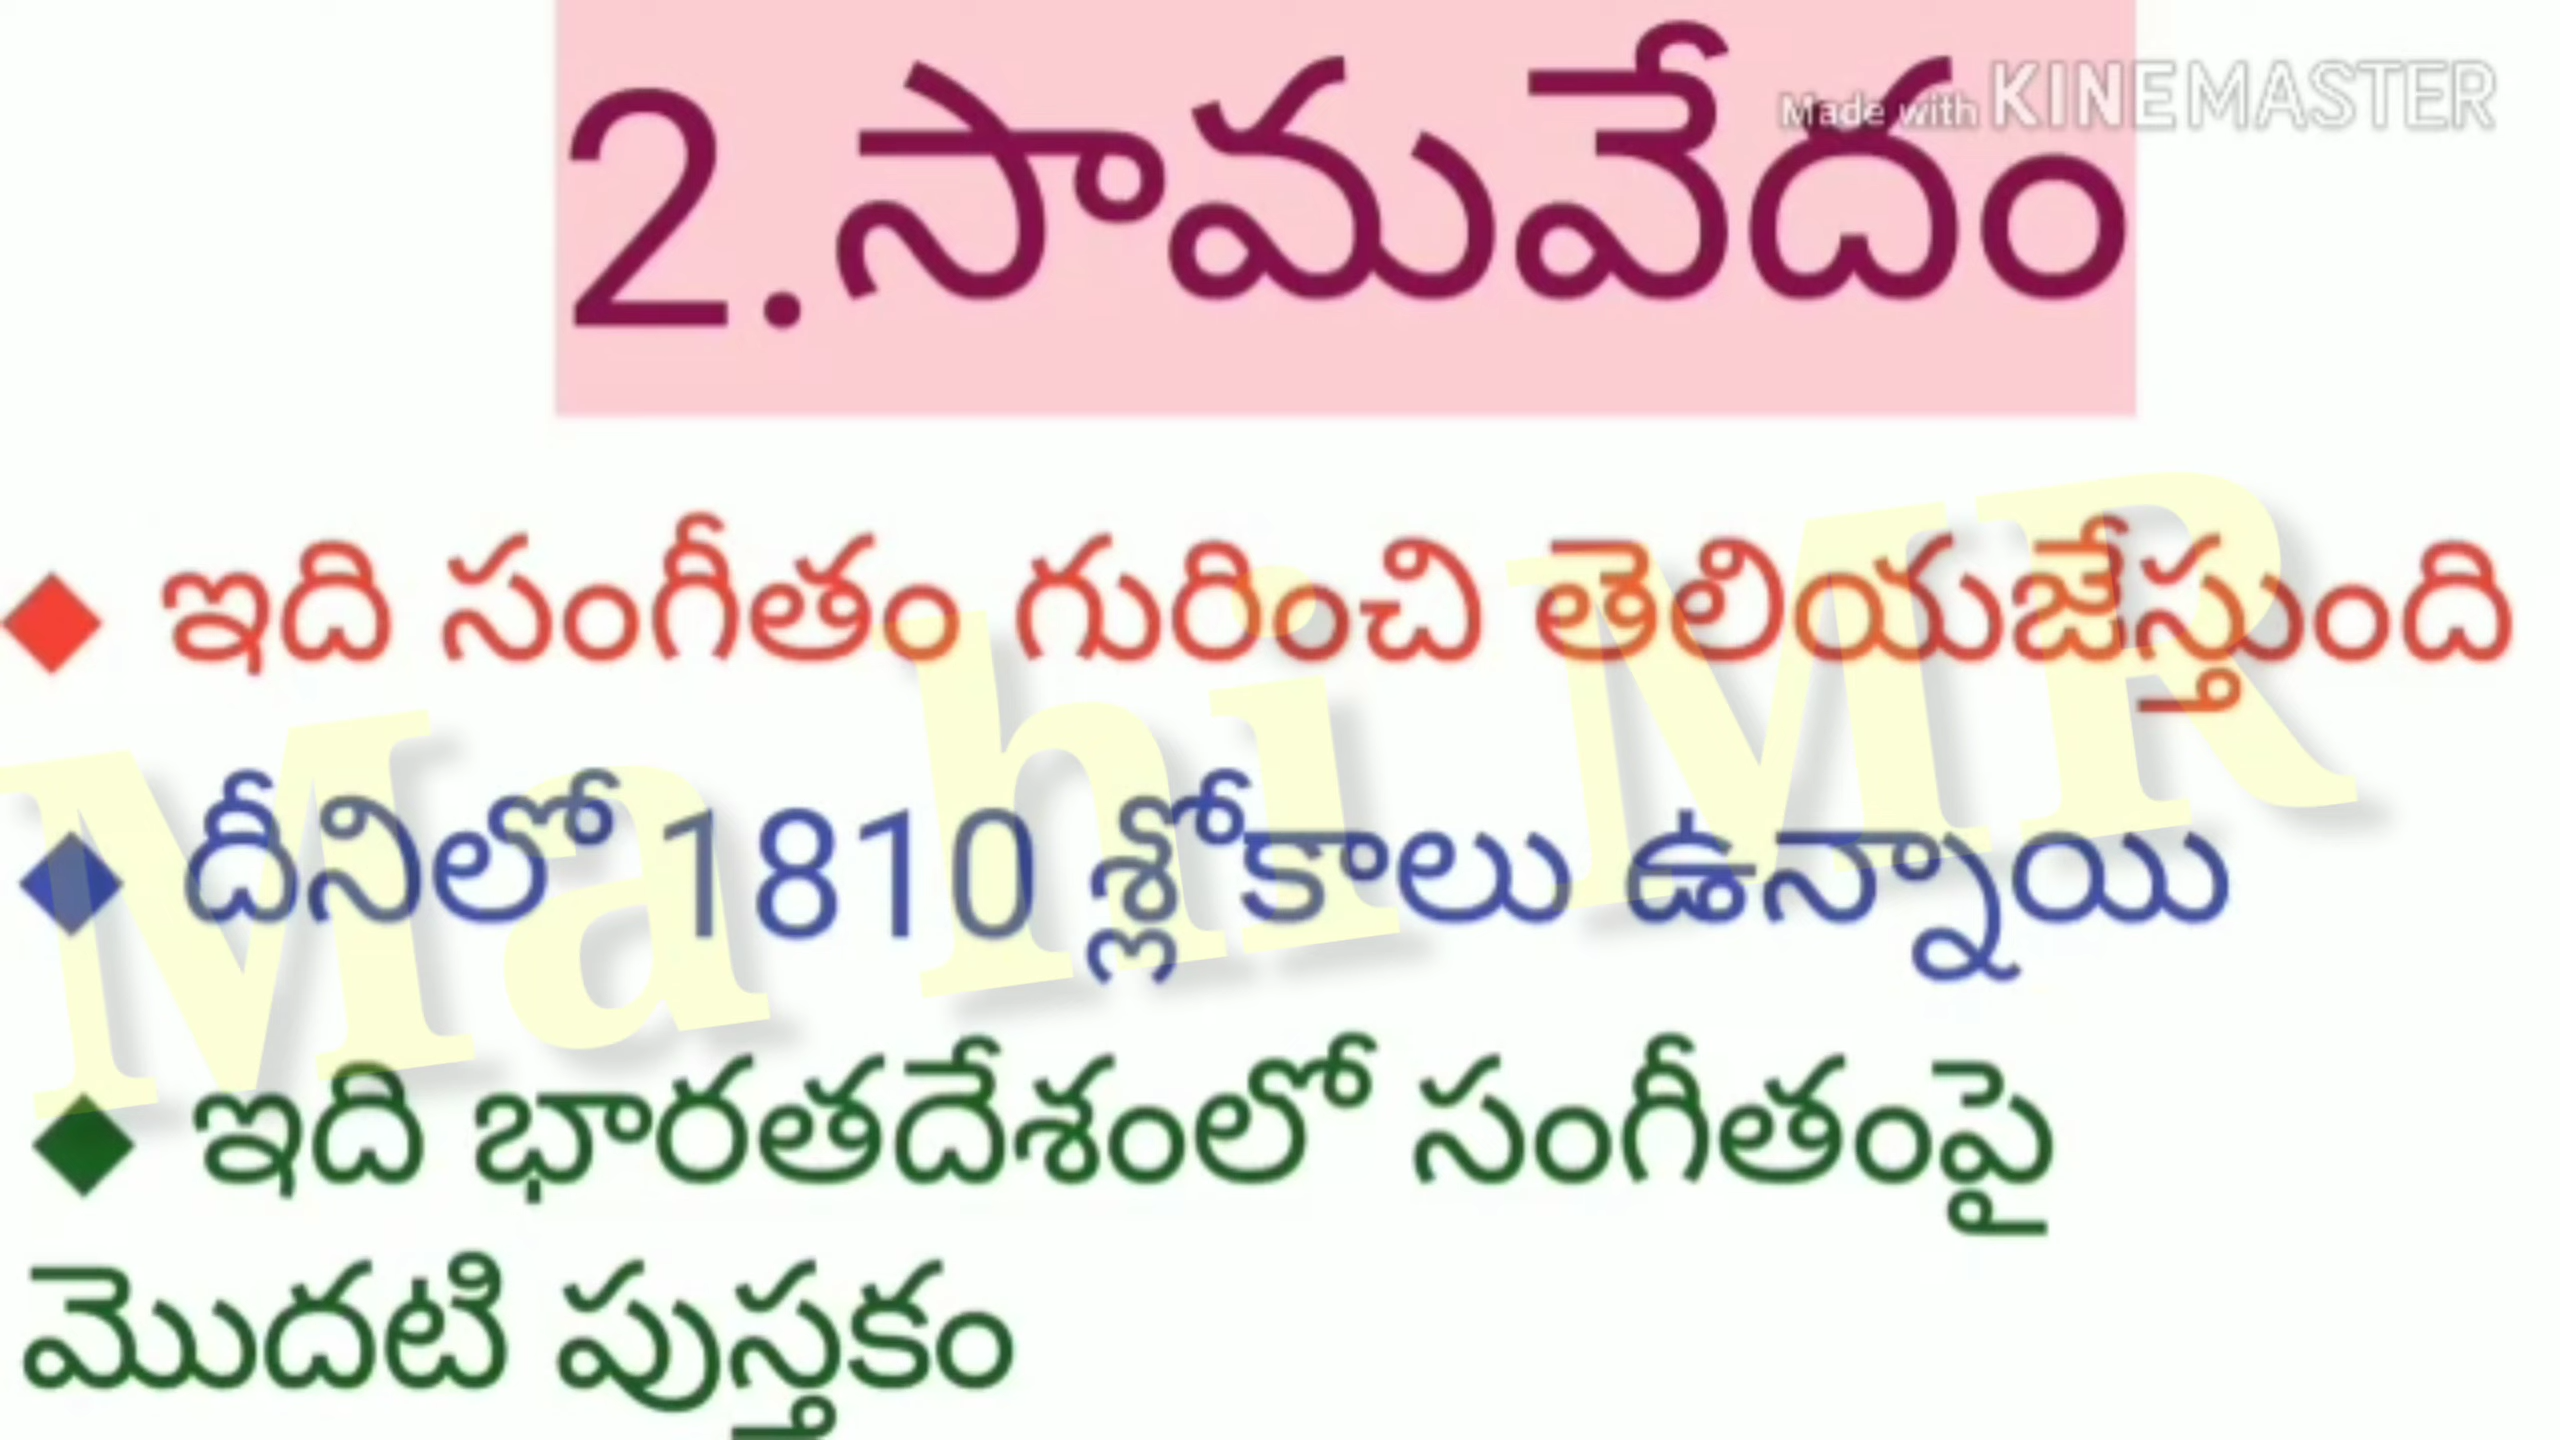 2.సామవేదం
Made with KINEMASTER
◆ ఇది సంగీతం గురించి తెలియజేస్తుంది
◆ దీనిలో 1810 శ్లోకాలు ఉన్నాయి
◆ ఇది భారతదేశంలో సంగీతంపై
మొదటి పుస్తకం
Mahi MR